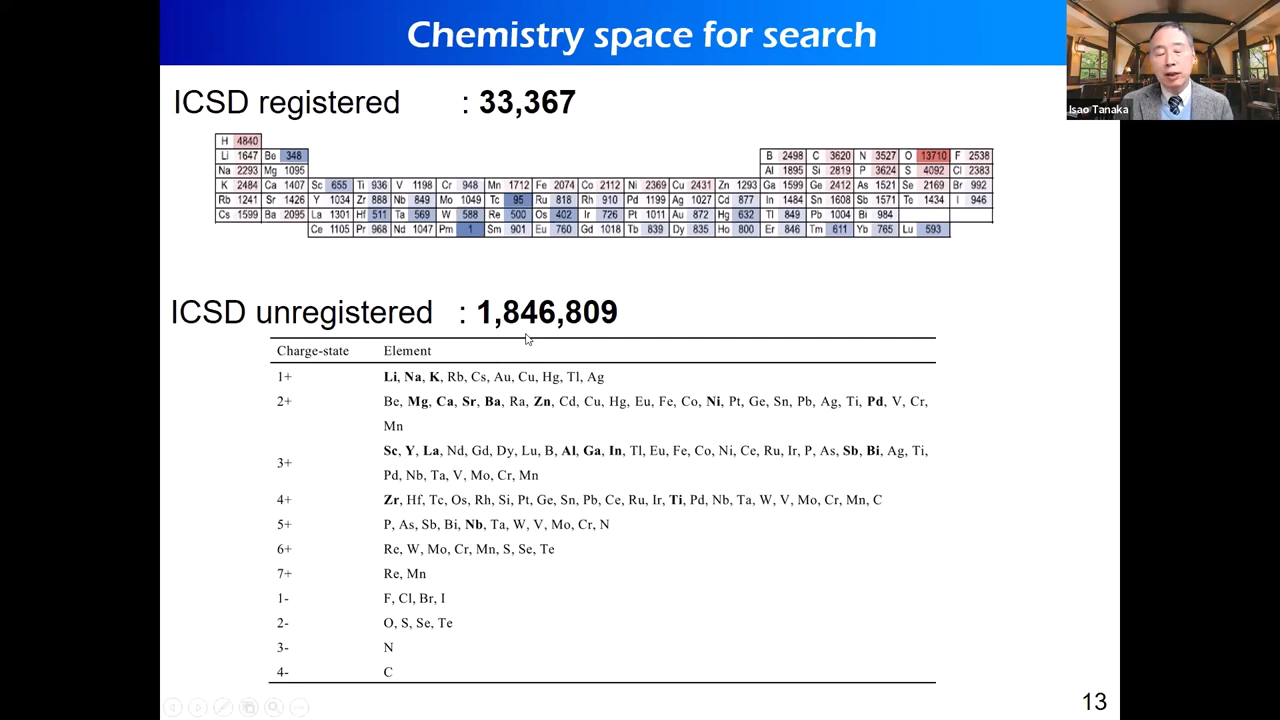 Chemistry space for search
Isao Tanaka
ICSD registered : 33,367
H 4840
Li 1647 Be 348 B 2498 C 3620 N 3527 O 13710 F 2538
Na 2293 Mg 1095 Al 1895 Si 2819 P 3624 S 4092 Cl 2383
K 2484 Ca 1407 Sc 655 Ti 936 V 1198 Cr 948 Mn 1712 Fe 2074 Co 2112 Ni 2369 Cu 2431 Zn 1293 Ga 1599 Ge 2412 As 1521 Se 2169 Br 992
Rb 1241 Sr 1426 Y 1034 Zr 888 Nb 849 Mo 1049 Tc 95 Ru 818 Rh 910 Pd 1199 Ag 1027 Cd 877 In 1484 Sn 1608 Sb 1571 Te 1434 I 946
Cs 1599 Ba 2095 La 1301 Hf 511 Ta 569 W 588 Re 500 Os 402 Ir 726 Pt 1011 Au 872 Hg 632 Tl 849 Pb 1004 Bi 984
Ce 1105 Pr 968 Nd 1047 Pm 1 Sm 901 Eu 760 Gd 1018 Tb 839 Dy 835 Ho 800 Er 846 Tm 611 Yb 765 Lu 593
ICSD unregistered : 1,846,809
Charge-state Element
1+ Li, Na, K, Rb, Cs, Au, Cu, Hg, Tl, Ag
2+ Be, Mg, Ca, Sr, Ba, Ra, Zn, Cd, Cu, Hg, Eu, Fe, Co, Ni, Pt, Ge, Sn, Pb, Ag, Ti, Pd, V, Cr,
Mn
3+ Sc, Y, La, Nd, Gd, Dy, Lu, B, Al, Ga, In, Tl, Eu, Fe, Co, Ni, Ce, Ru, Ir, P, As, Sb, Bi, Ag, Ti,
Pd, Nb, Ta, V, Mo, Cr, Mn
4+ Zr, Hf, Tc, Os, Rh, Si, Pt, Ge, Sn, Pb, Ce, Ru, Ir, Ti, Pd, Nb, Ta, W, V, Mo, Cr, Mn, C
5+ P, As, Sb, Bi, Nb, Ta, W, V, Mo, Cr, N
6+ Re, W, Mo, Cr, Mn, S, Se, Te
7+ Re, Mn
1- F, Cl, Br, I
2- O, S, Se, Te
3- N
4- C
13